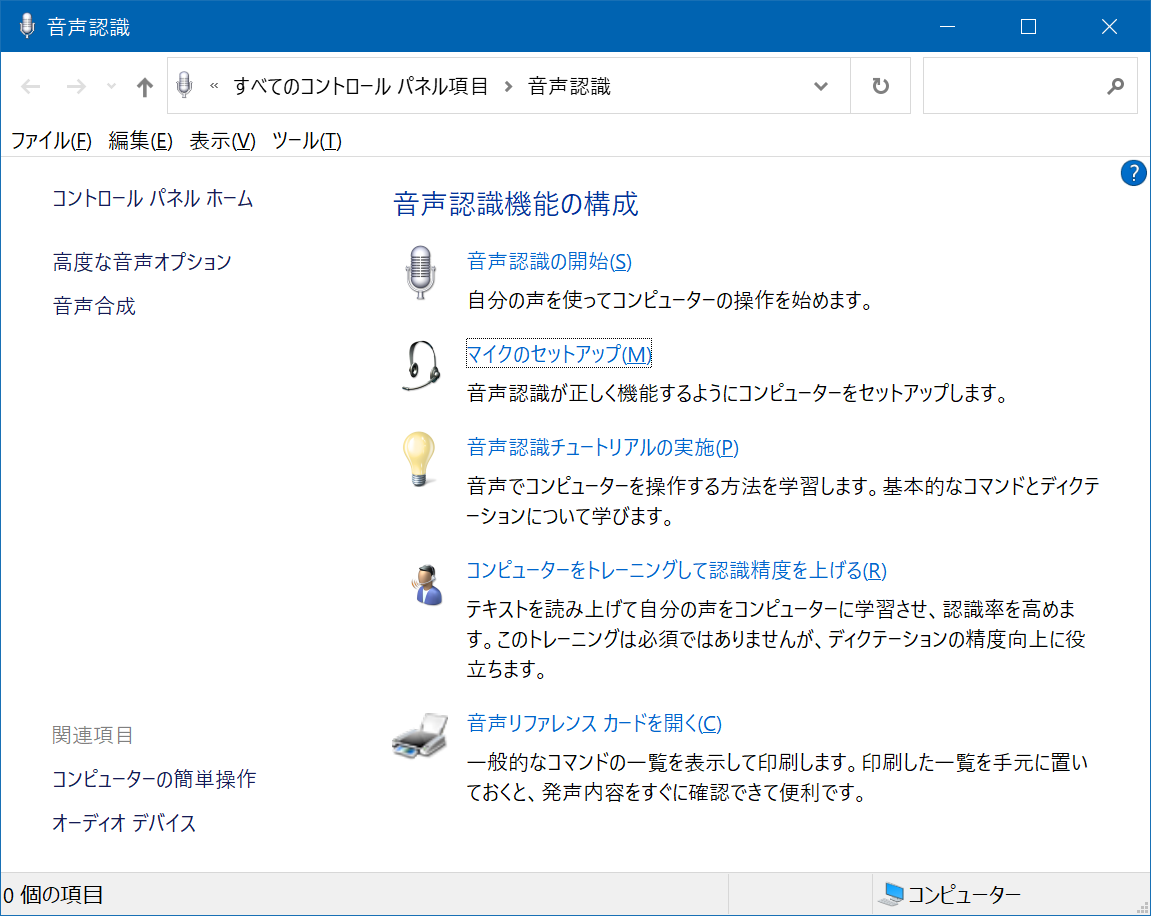 音声認識
« すべてのコントロール パネル項目 › 音声認識
ファイル(F) 編集(E) 表示(V) ツール(T)
?
コントロール パネル ホーム
高度な音声オプション
音声合成
音声認識機能の構成
音声認識の開始(S)
自分の声を使ってコンピューターの操作を始めます。
マイクのセットアップ(M)
音声認識が正しく機能するようにコンピューターをセットアップします。
音声認識チュートリアルの実施(P)
音声でコンピューターを操作する方法を学習します。基本的なコマンドとディクテ
ーションについて学びます。
コンピューターをトレーニングして認識精度を上げる(R)
テキストを読み上げて自分の声をコンピューターに学習させ、認識率を高めま
す。このトレーニングは必須ではありませんが、ディクテーションの精度向上に役
立ちます。
音声リファレンス カードを開く(C)
一般的なコマンドの一覧を表示して印刷します。印刷した一覧を手元に置い
ておくと、発声内容をすぐに確認できて便利です。
関連項目
コンピューターの簡単操作
オーディオ デバイス
0 個の項目
コンピューター